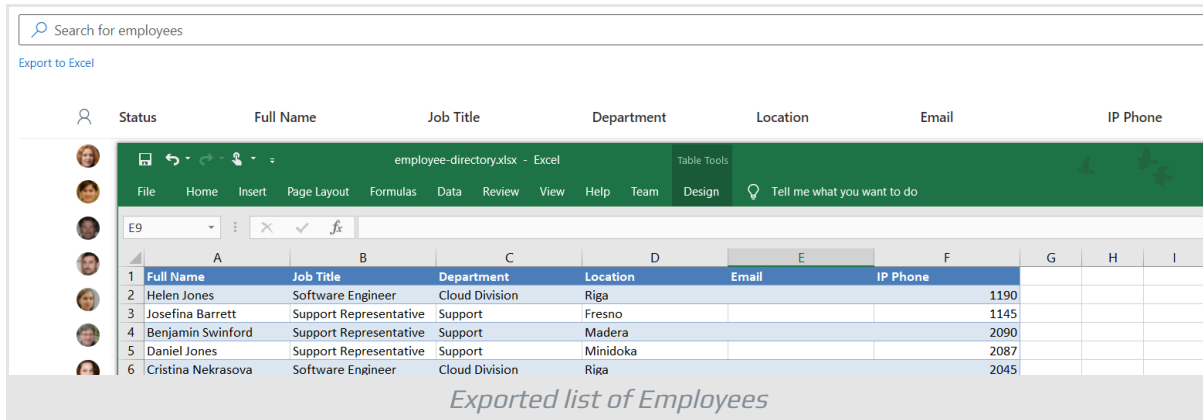 Search for employees
Export to Excel
Status Full Name Job Title Department Location Email IP Phone
employee-directory.xlsx - Excel Table Tools
File Home Insert Page Layout Formulas Data Review View Help Team Design Tell me what you want to do
E9 fx
A B C D E F G H I
1 Full Name Job Title Department Location Email IP Phone
2 Helen Jones Software Engineer Cloud Division Riga 1190
3 Josefina Barrett Support Representative Support Fresno 1145
4 Benjamin Swinford Support Representative Support Madera 2090
5 Daniel Jones Support Representative Support Minidoka 2087
6 Cristina Nekrasova Software Engineer Cloud Division Riga 2045
Exported list of Employees